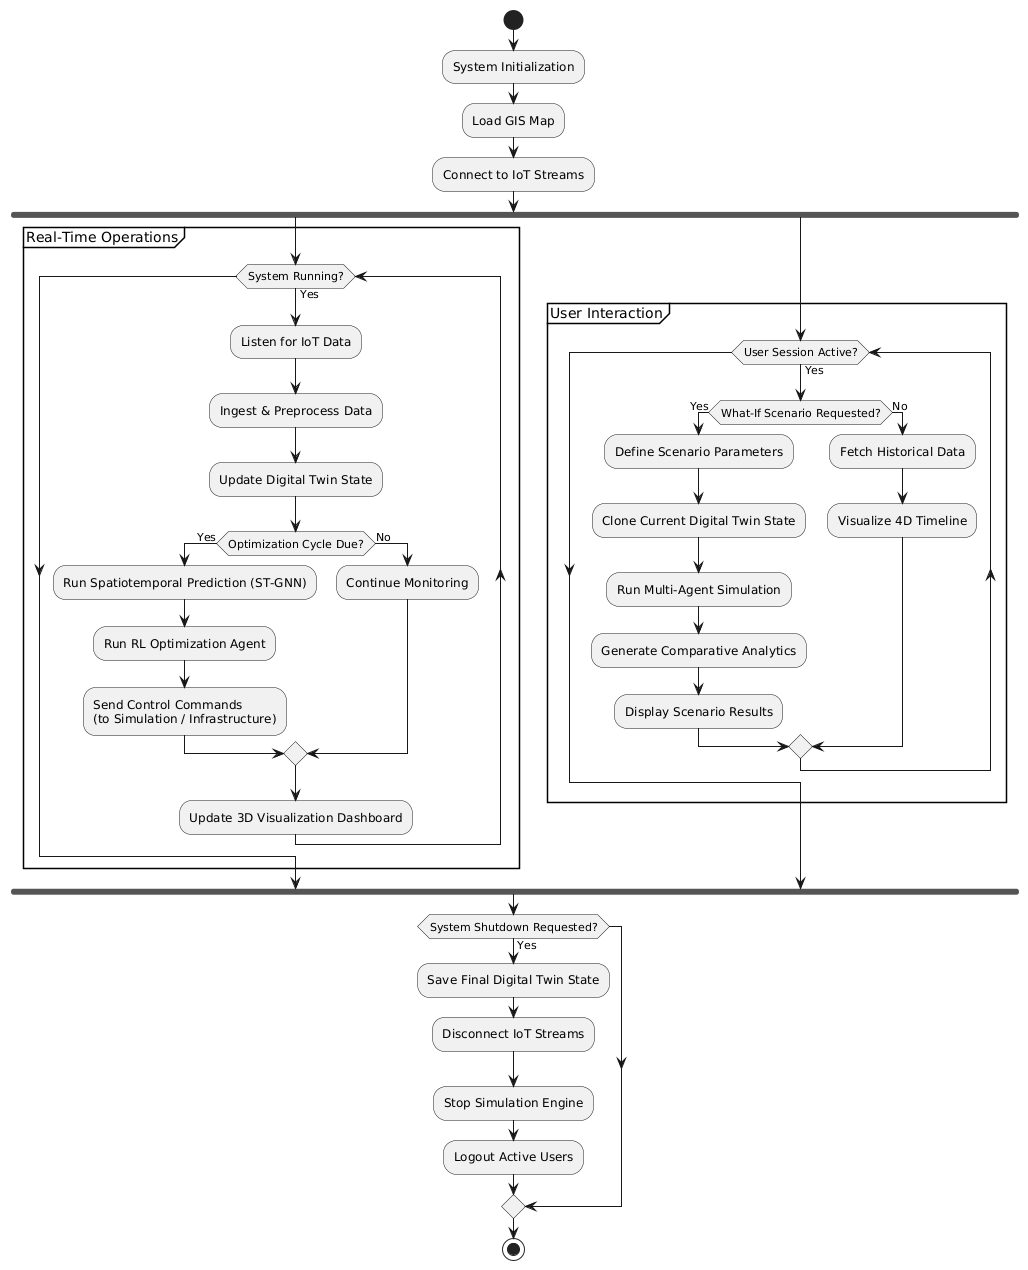 System Initialization
Load GIS Map
Connect to IoT Streams
Real-Time Operations
System Running?
Yes
Listen for IoT Data
Ingest & Preprocess Data
Update Digital Twin State
Optimization Cycle Due?
Yes
No
Run Spatiotemporal Prediction (ST-GNN)
Continue Monitoring
Run RL Optimization Agent
Send Control Commands
(to Simulation / Infrastructure)
Update 3D Visualization Dashboard
User Interaction
User Session Active?
Yes
What-If Scenario Requested?
Yes
No
Define Scenario Parameters
Fetch Historical Data
Clone Current Digital Twin State
Visualize 4D Timeline
Run Multi-Agent Simulation
Generate Comparative Analytics
Display Scenario Results
System Shutdown Requested?
Yes
Save Final Digital Twin State
Disconnect IoT Streams
Stop Simulation Engine
Logout Active Users